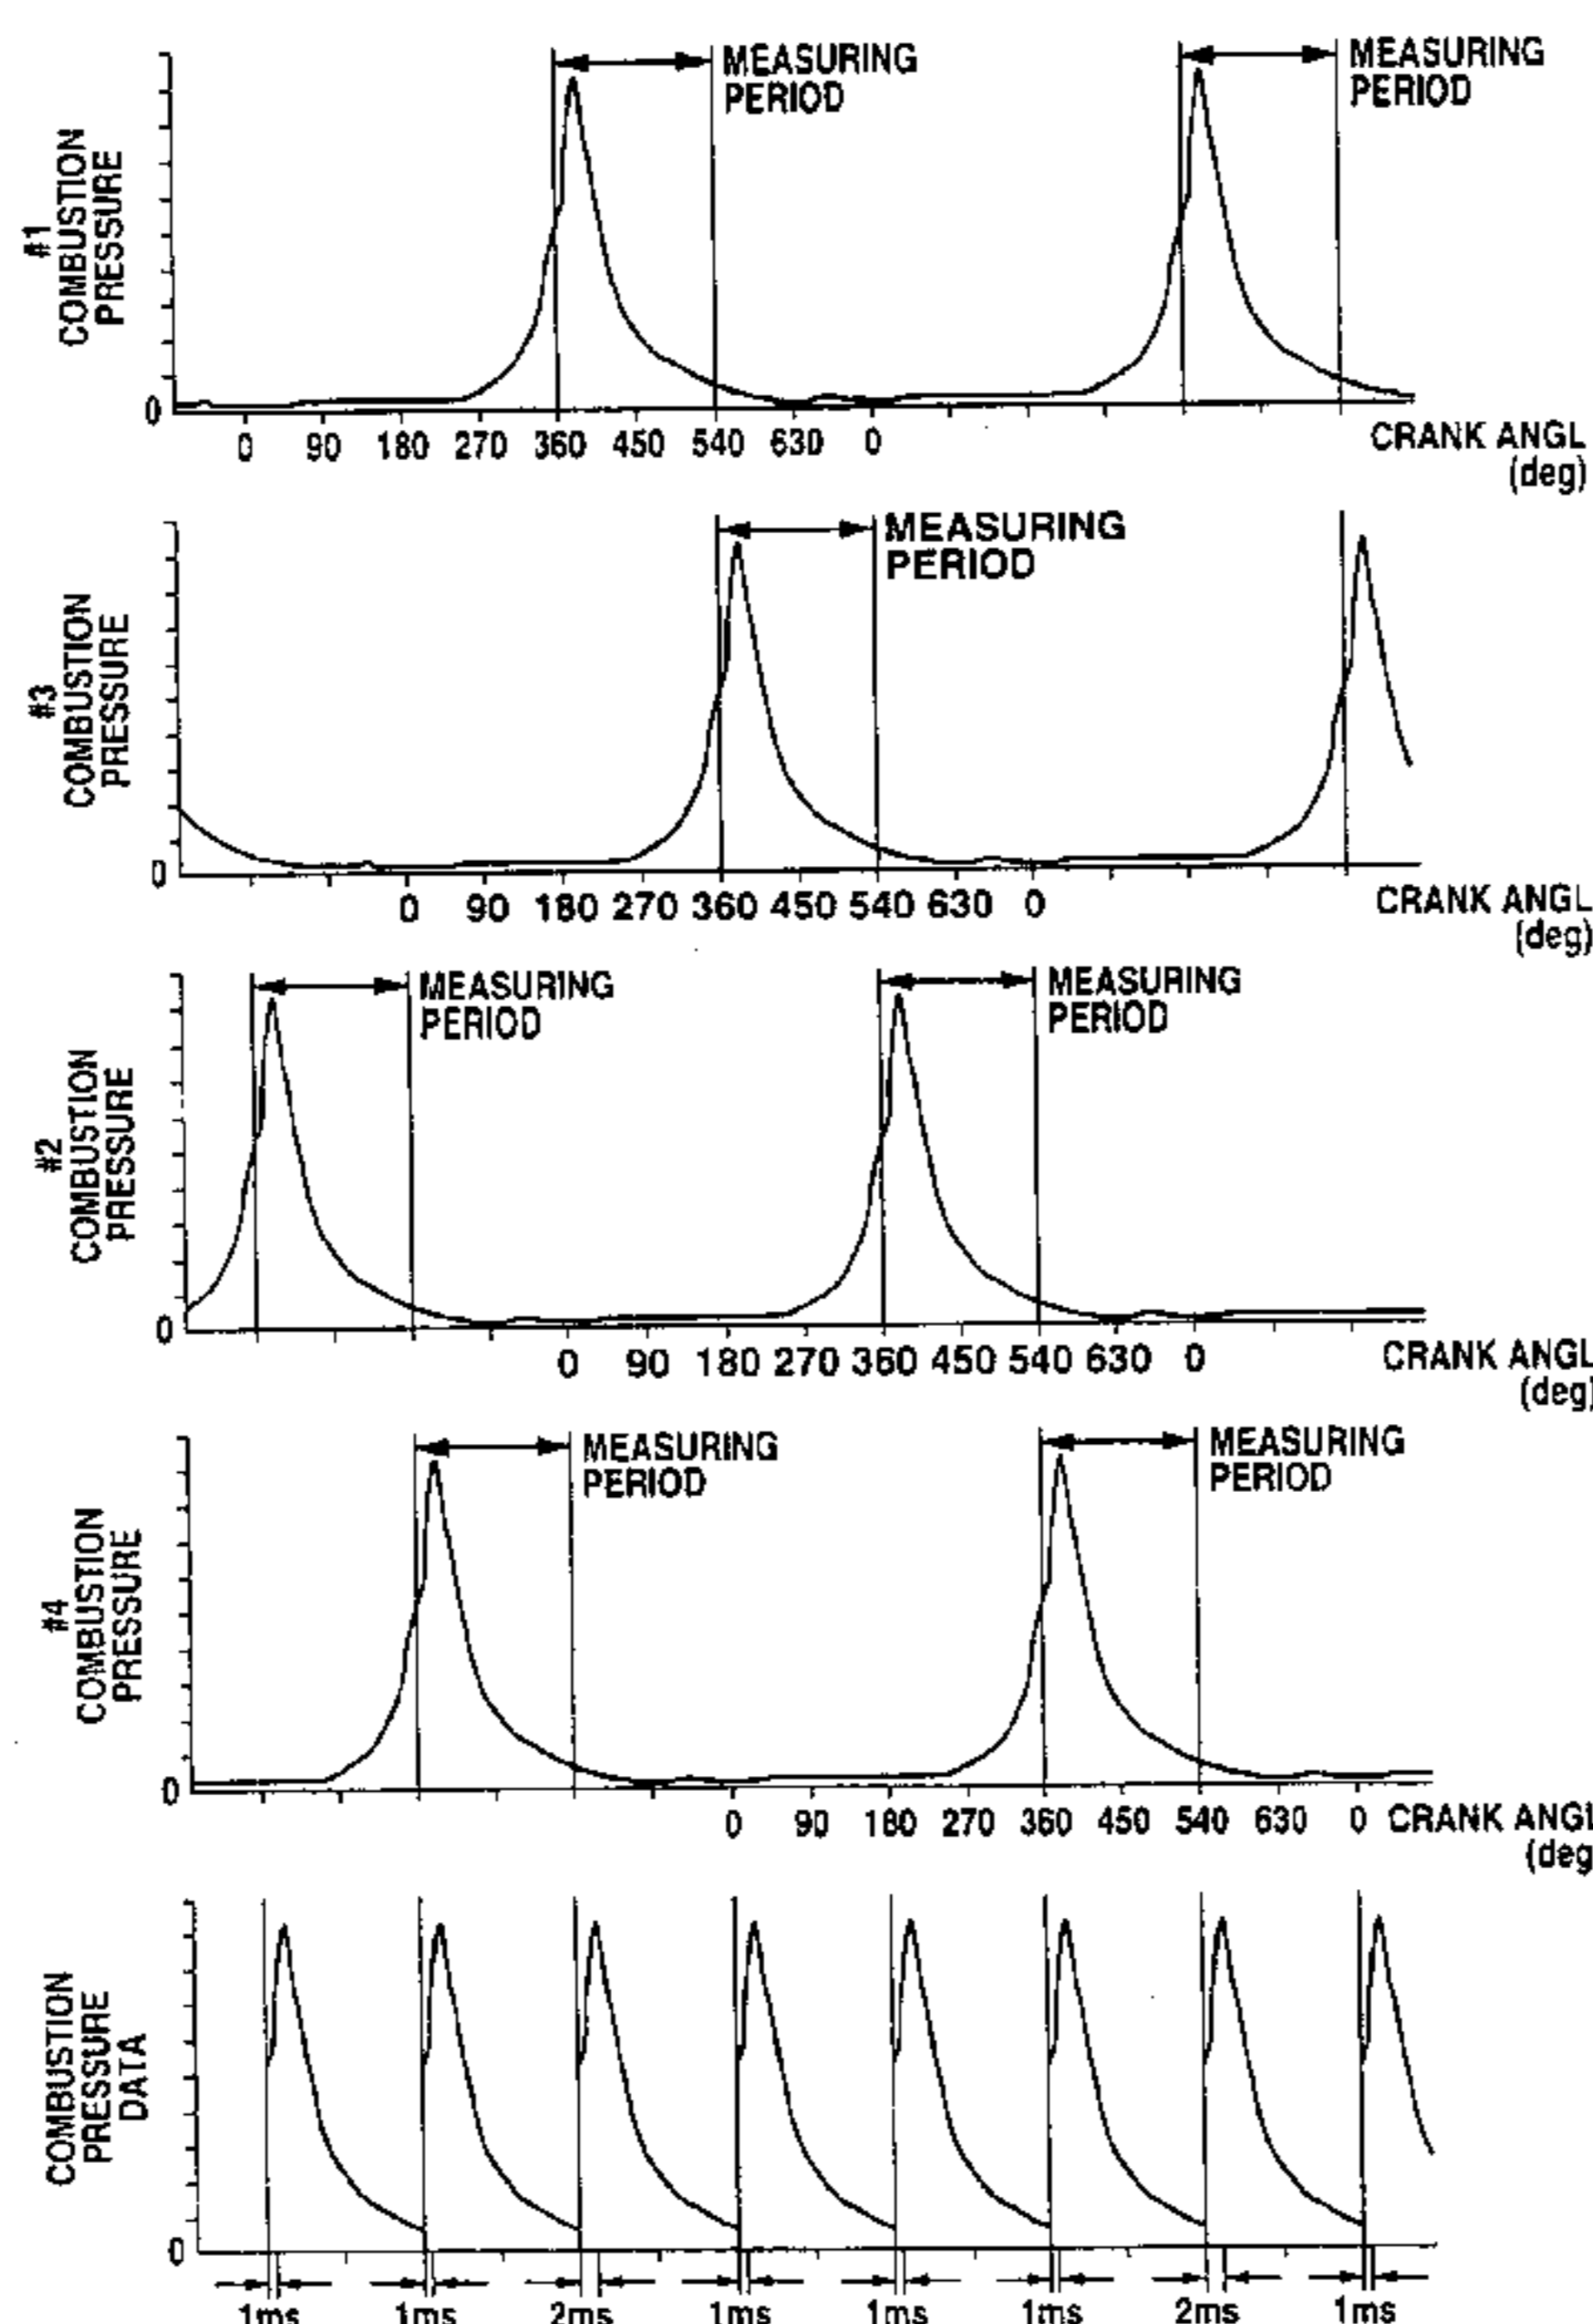 #1
COMBUSTION
PRESSURE
MEASURING
PERIOD
MEASURING
PERIOD
0
0 90 180 270 360 450 540 630 0
CRANK ANGL
(deg)
#3
COMBUSTION
PRESSURE
MEASURING
PERIOD
0
0 90 180 270 360 450 540 630 0
CRANK ANGL
(deg)
#2
COMBUSTION
PRESSURE
MEASURING
PERIOD
MEASURING
PERIOD
0
0 90 180 270 360 450 540 630 0
CRANK ANGL
(deg)
#4
COMBUSTION
PRESSURE
MEASURING
PERIOD
MEASURING
PERIOD
0
0 90 180 270 360 450 540 630 0 CRANK ANGL
(deg
COMBUSTION
PRESSURE
DATA
0
1ms 1ms 2ms 1ms 1ms 1ms 2ms 1ms